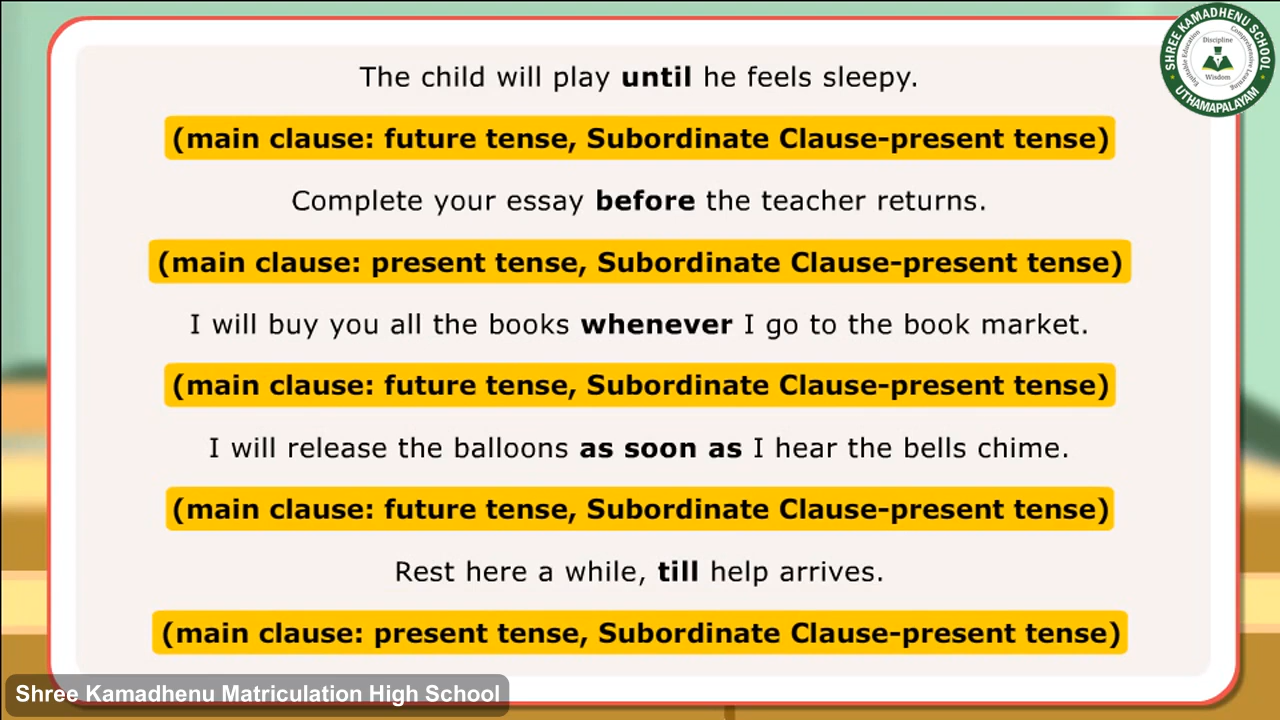 The child will play until he feels sleepy.
(main clause: future tense, Subordinate Clause-present tense)
Complete your essay before the teacher returns.
(main clause: present tense, Subordinate Clause-present tense)
I will buy you all the books whenever I go to the book market.
(main clause: future tense, Subordinate Clause-present tense)
I will release the balloons as soon as I hear the bells chime.
(main clause: future tense, Subordinate Clause-present tense)
Rest here a while, till help arrives.
(main clause: present tense, Subordinate Clause-present tense)
SHREE KAMADHENU SCHOOL
Discipline
Equitable Education
Comprehensive Learning
Wisdom
UTHAMAPALAYAM
Shree Kamadhenu Matriculation High School